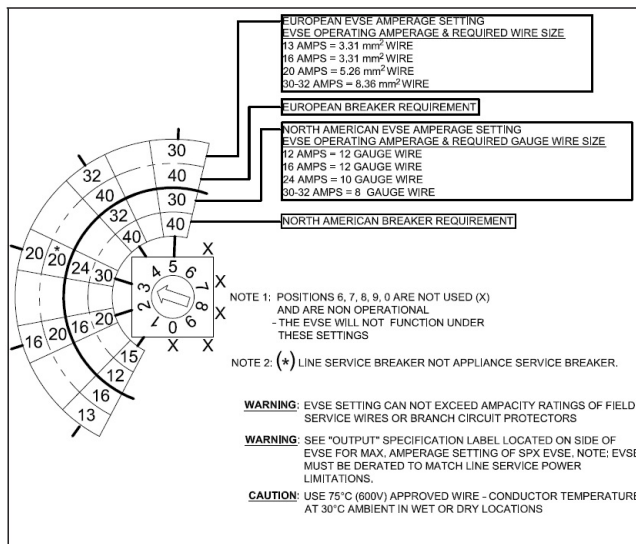 EUROPEAN EVSE AMPERAGE SETTING
EVSE OPERATING AMPERAGE & REQUIRED WIRE SIZE
13 AMPS = 3.31 mm² WIRE
16 AMPS = 3.31 mm² WIRE
20 AMPS = 5.26 mm² WIRE
30-32 AMPS = 8.36 mm² WIRE
EUROPEAN BREAKER REQUIREMENT
NORTH AMERICAN EVSE AMPERAGE SETTING
EVSE OPERATING AMPERAGE & REQUIRED GAUGE WIRE SIZE
12 AMPS = 12 GAUGE WIRE
16 AMPS = 12 GAUGE WIRE
24 AMPS = 10 GAUGE WIRE
30-32 AMPS = 8 GAUGE WIRE
NORTH AMERICAN BREAKER REQUIREMENT
30
40
30
40
32
40
32
40
20
20*
24
30
16
20
16
20
13
16
12
15
0 1 2 3 4 5 6 7 8 9
X
X
X
X
X
NOTE 1: POSITIONS 6, 7, 8, 9, 0 ARE NOT USED (X)
AND ARE NON OPERATIONAL
- THE EVSE WILL NOT FUNCTION UNDER
THESE SETTINGS
NOTE 2: (*) LINE SERVICE BREAKER NOT APPLIANCE SERVICE BREAKER.
WARNING: EVSE SETTING CAN NOT EXCEED AMPACITY RATINGS OF FIELD
SERVICE WIRES OR BRANCH CIRCUIT PROTECTORS
WARNING: SEE "OUTPUT" SPECIFICATION LABEL LOCATED ON SIDE OF
EVSE FOR MAX. AMPERAGE SETTING OF SPX EVSE. NOTE; EVSE
MUST BE DERATED TO MATCH LINE SERVICE POWER
LIMITATIONS.
CAUTION: USE 75°C (600V) APPROVED WIRE - CONDUCTOR TEMPERATURE
AT 30°C AMBIENT IN WET OR DRY LOCATIONS